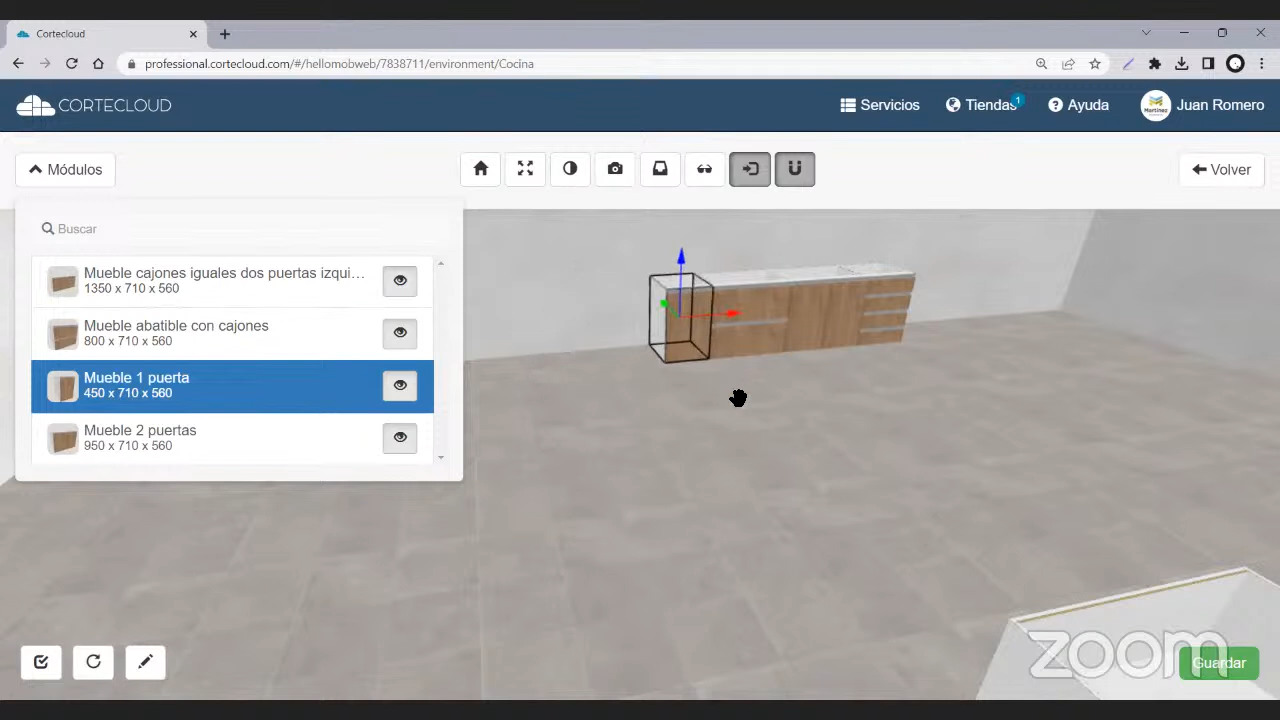 Cortecloud
professional.cortecloud.com/#/hellomobweb/7838711/environment/Cocina
CORTECLOUD
Servicios
Tiendas 1
Ayuda
Juan Romero
Módulos
Volver
Buscar
Mueble cajones iguales dos puertas izqui...
1350 x 710 x 560
Mueble abatible con cajones
800 x 710 x 560
Mueble 1 puerta
450 x 710 x 560
Mueble 2 puertas
950 x 710 x 560
zoom
Guardar